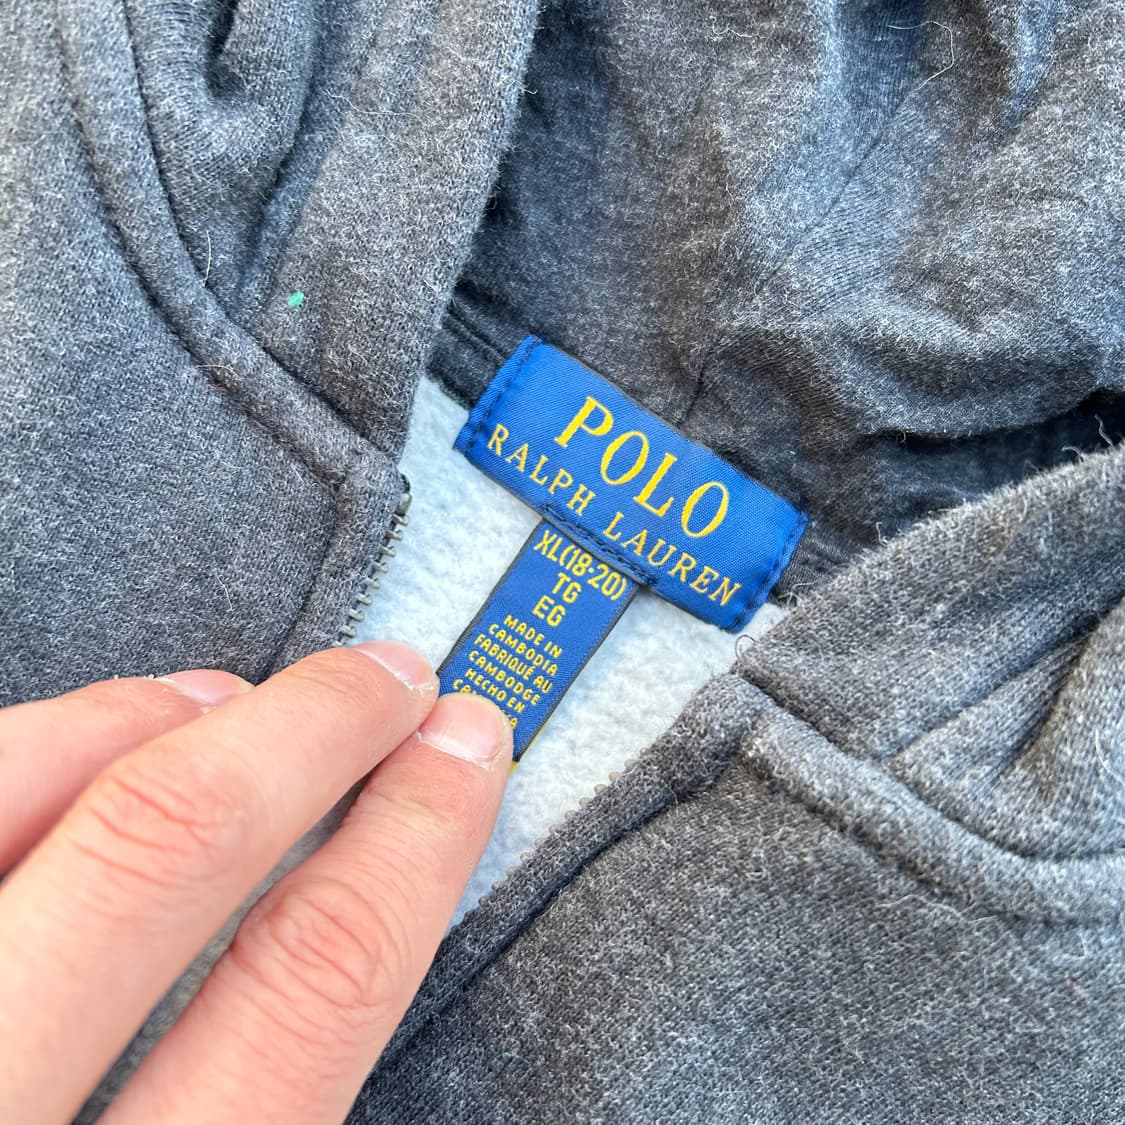 POLO
RALPH LAUREN
XL(18-20)
TG
EG
MADE IN
CAMBODIA
FABRIQUÉ AU
CAMBODGE
HECHO EN